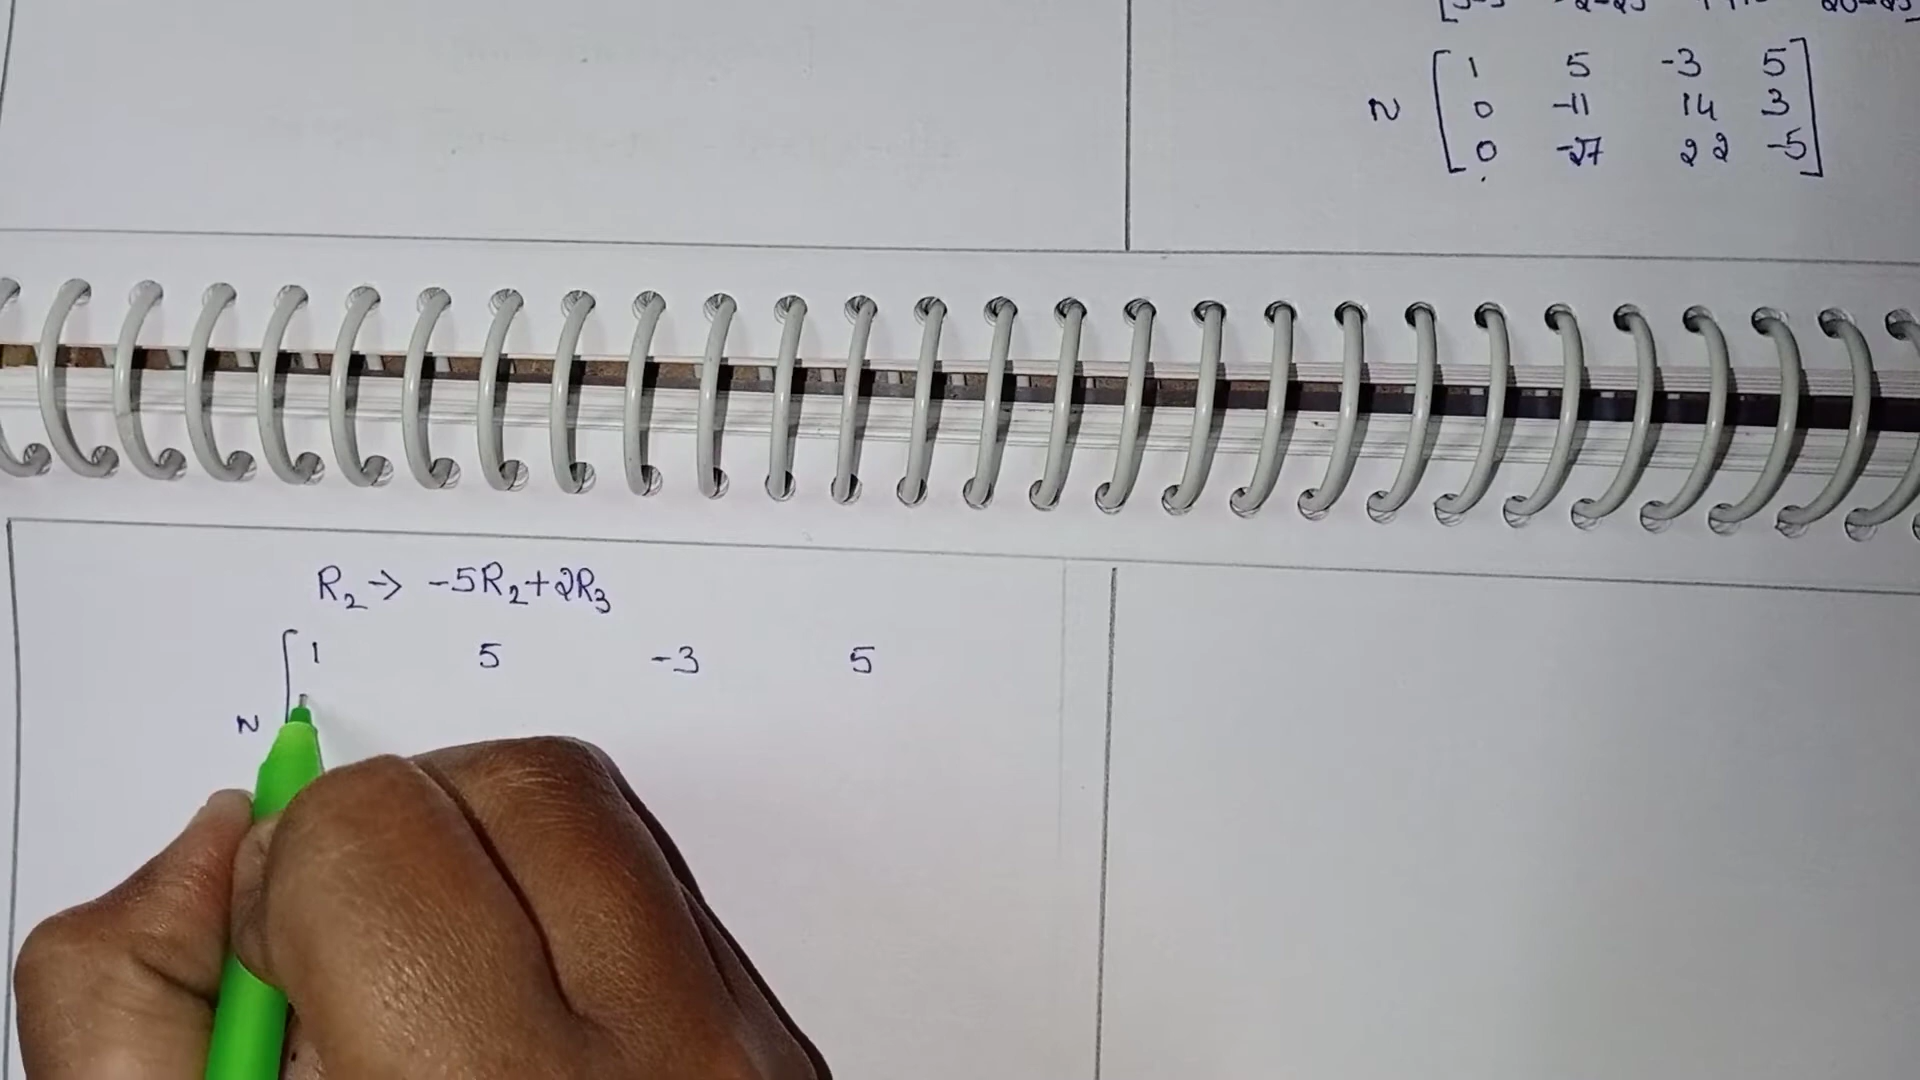 1 5 -3 5
~ 0 -11 14 3
0 -27 22 -5
R₂ → -5R₂+2R₃
1 5 -3 5
~